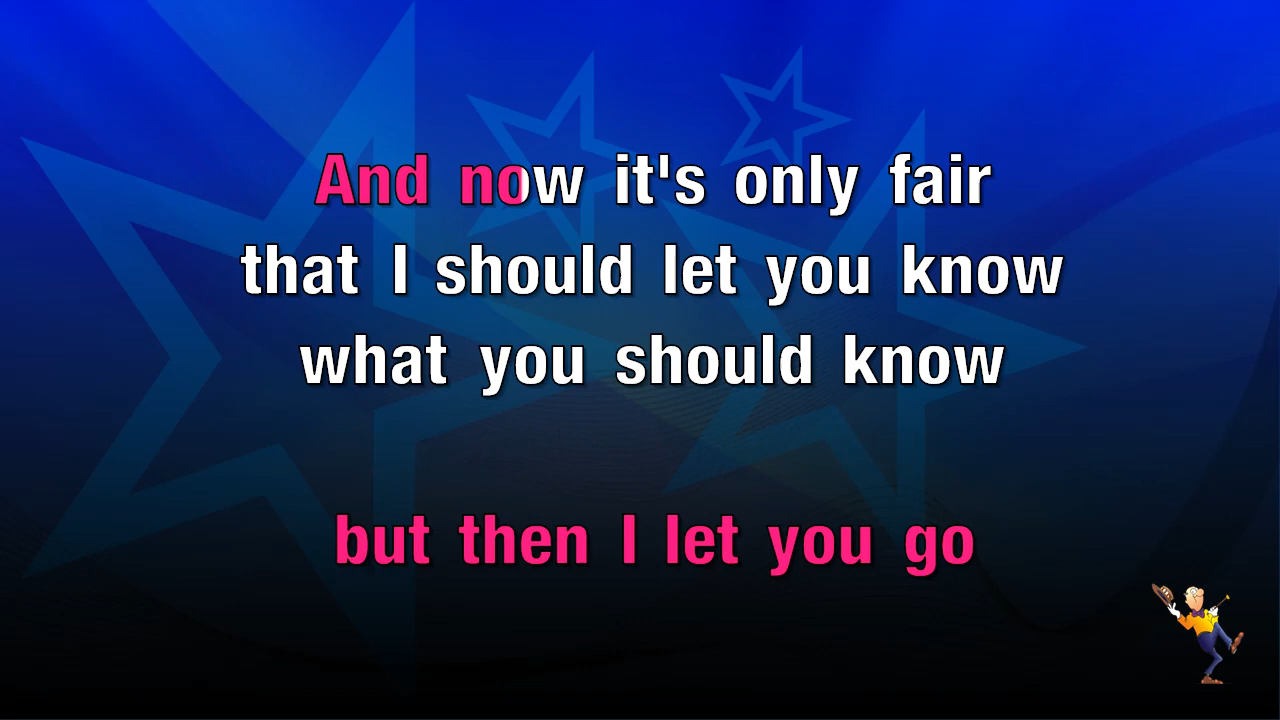 And now it's only fair
that I should let you know
what you should know
but then I let you go